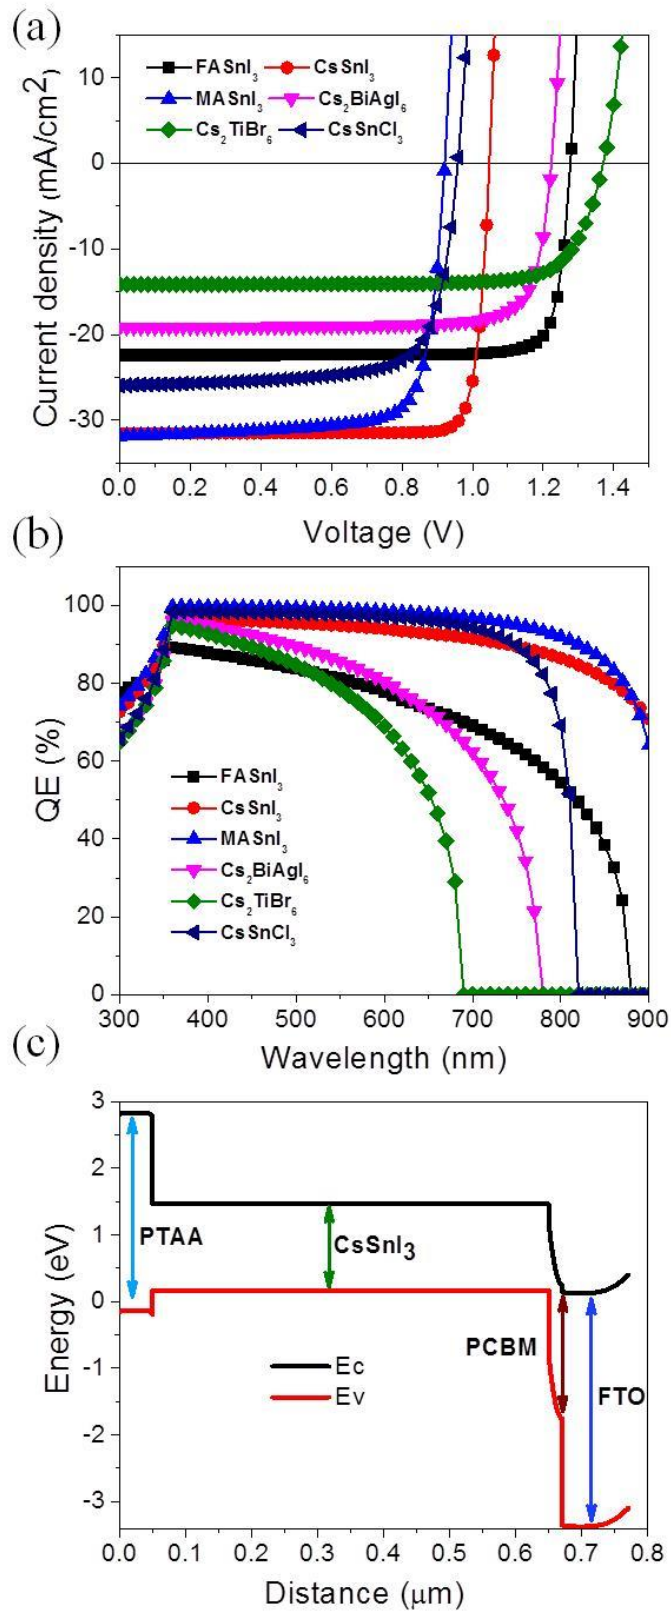 (a)
FASnI₃ CsSnI₃
MASnI₃ Cs₂BiAgI₆
Cs₂TiBr₆ CsSnCl₃
Current density (mA/cm2)
10
0
-10
-20
-30
0.0 0.2 0.4 0.6 0.8 1.0 1.2 1.4
Voltage (V)
(b)
QE (%)
100
80
60
40
20
0
FASnI₃
CsSnI₃
MASnI₃
Cs₂BiAgI₆
Cs₂TiBr₆
CsSnCl₃
300 400 500 600 700 800 900
Wavelength (nm)
(c)
Energy (eV)
3
2
1
0
-1
-2
-3
PTAA
CsSnI₃
PCBM
FTO
Ec
Ev
0.0 0.1 0.2 0.3 0.4 0.5 0.6 0.7 0.8
Distance (μm)